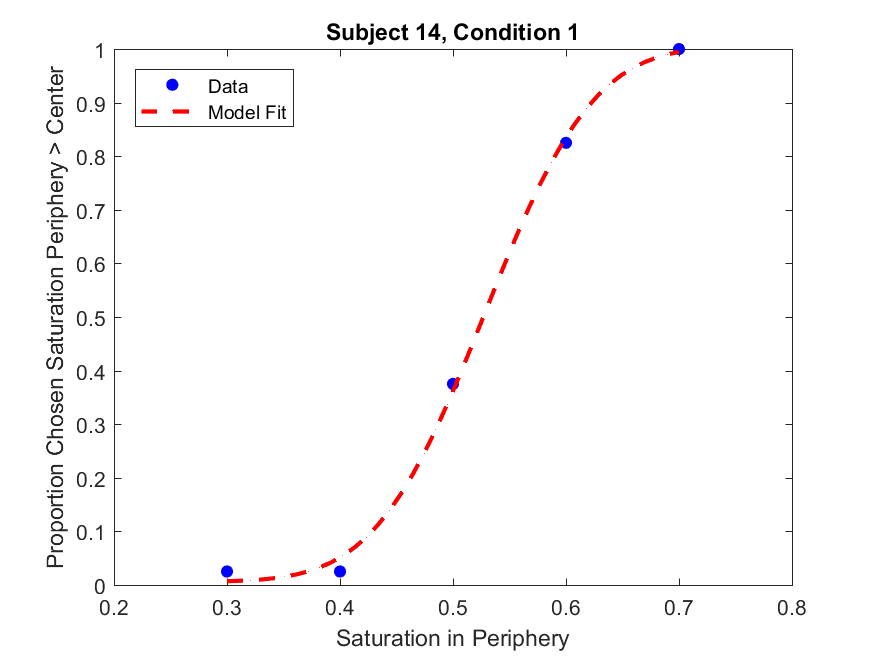 Subject 14, Condition 1
Data
Model Fit
Proportion Chosen Saturation Periphery > Center
1
0.9
0.8
0.7
0.6
0.5
0.4
0.3
0.2
0.1
0
0.2 0.3 0.4 0.5 0.6 0.7 0.8
Saturation in Periphery